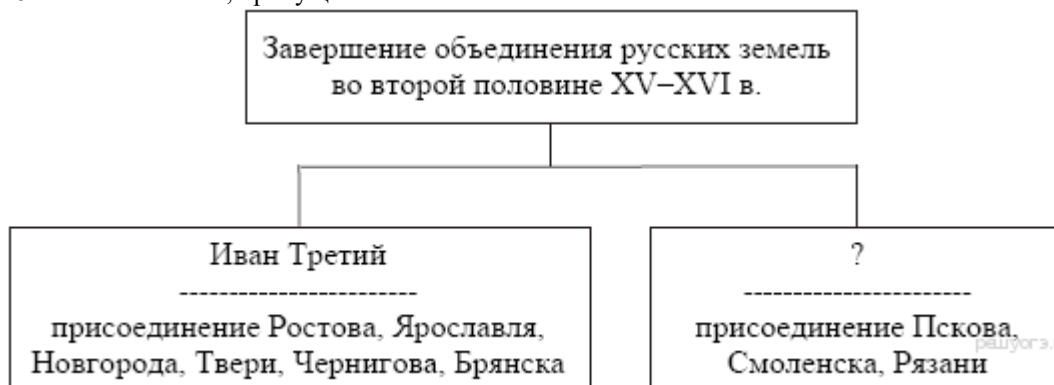 Завершение объединения русских земель
во второй половине XV–XVI в.
Иван Третий
------------------------
присоединение Ростова, Ярославля,
Новгорода, Твери, Чернигова, Брянска
?
-----------------------
присоединение Пскова,
Смоленска, Рязани